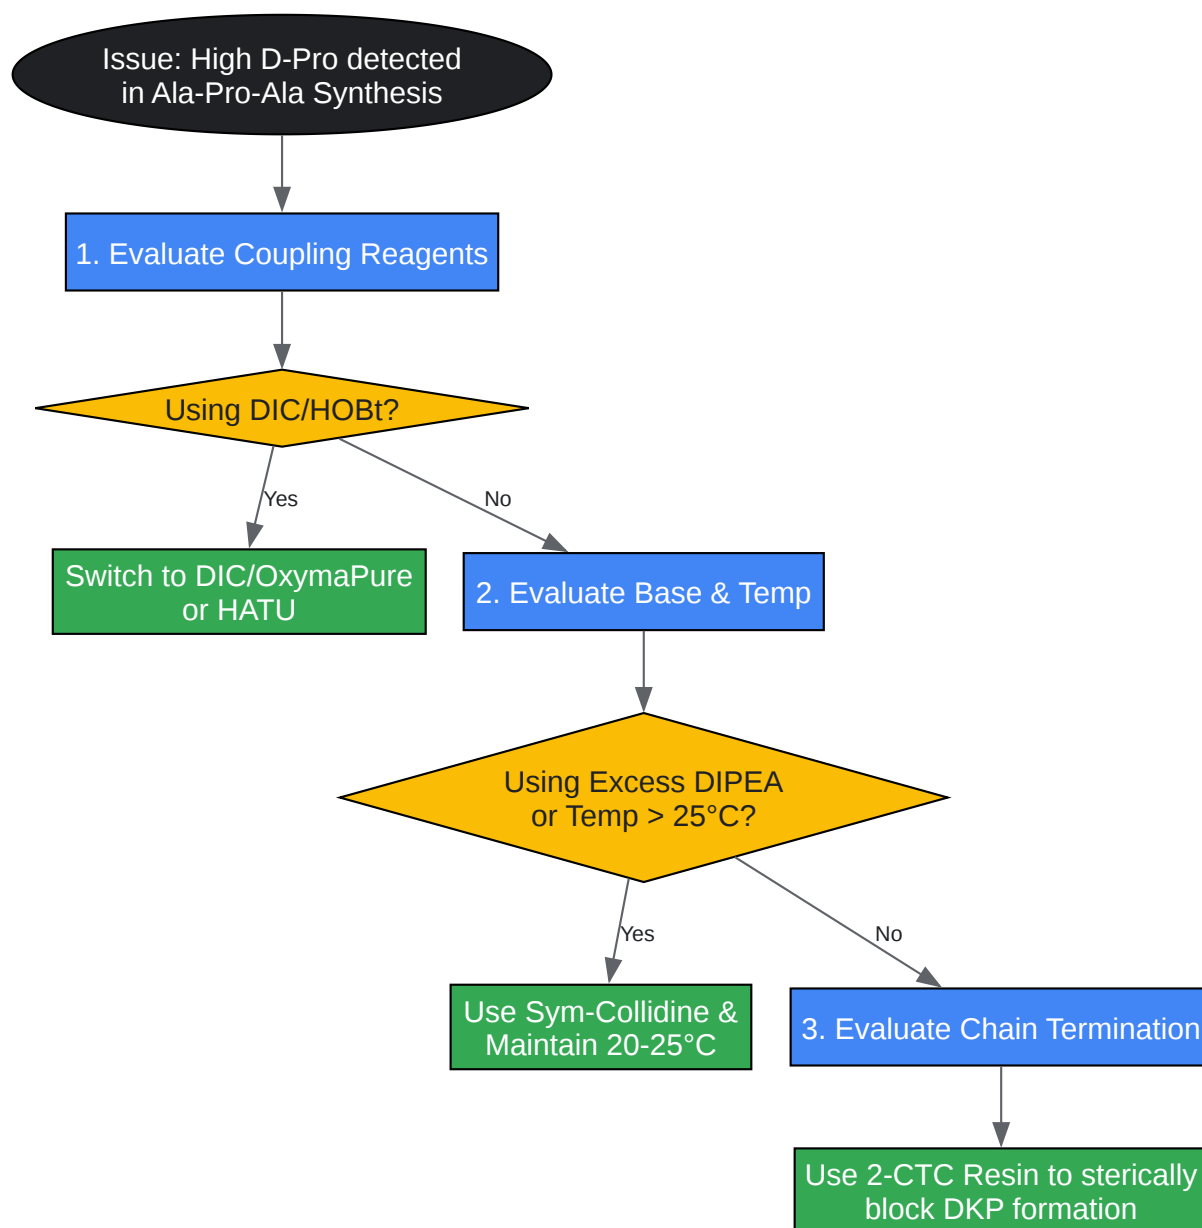 Issue: High D-Pro detected
in Ala-Pro-Ala Synthesis
1. Evaluate Coupling Reagents
Using DIC/HOBt?
Yes
No
Switch to DIC/OxymaPure
or HATU
2. Evaluate Base & Temp
Using Excess DIPEA
or Temp > 25°C?
Yes
No
Use Sym-Collidine &
Maintain 20-25°C
3. Evaluate Chain Termination
Use 2-CTC Resin to sterically
block DKP formation